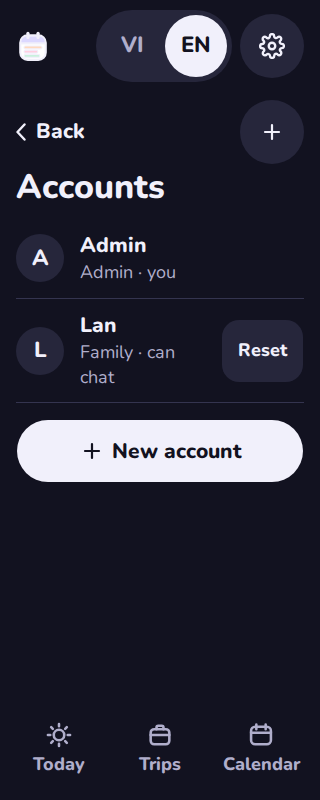 VI EN
Back
Accounts
A Admin
Admin · you
L Lan
Family · can
chat
Reset
New account
Today Trips Calendar